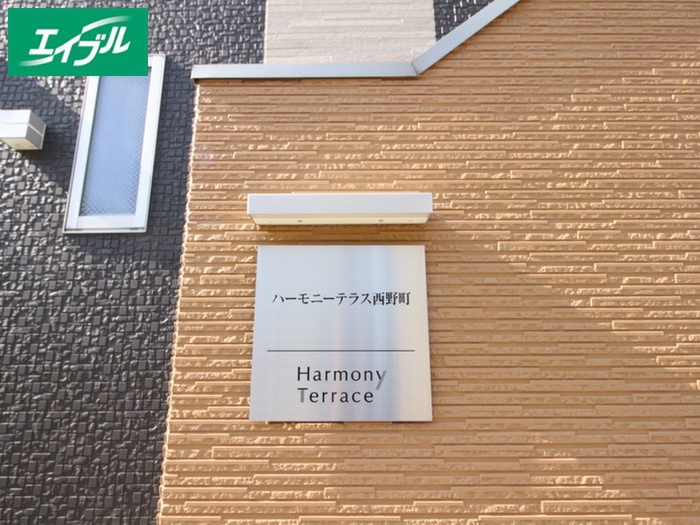 エイブル
ハーモニーテラス西野町
Harmony
Terrace